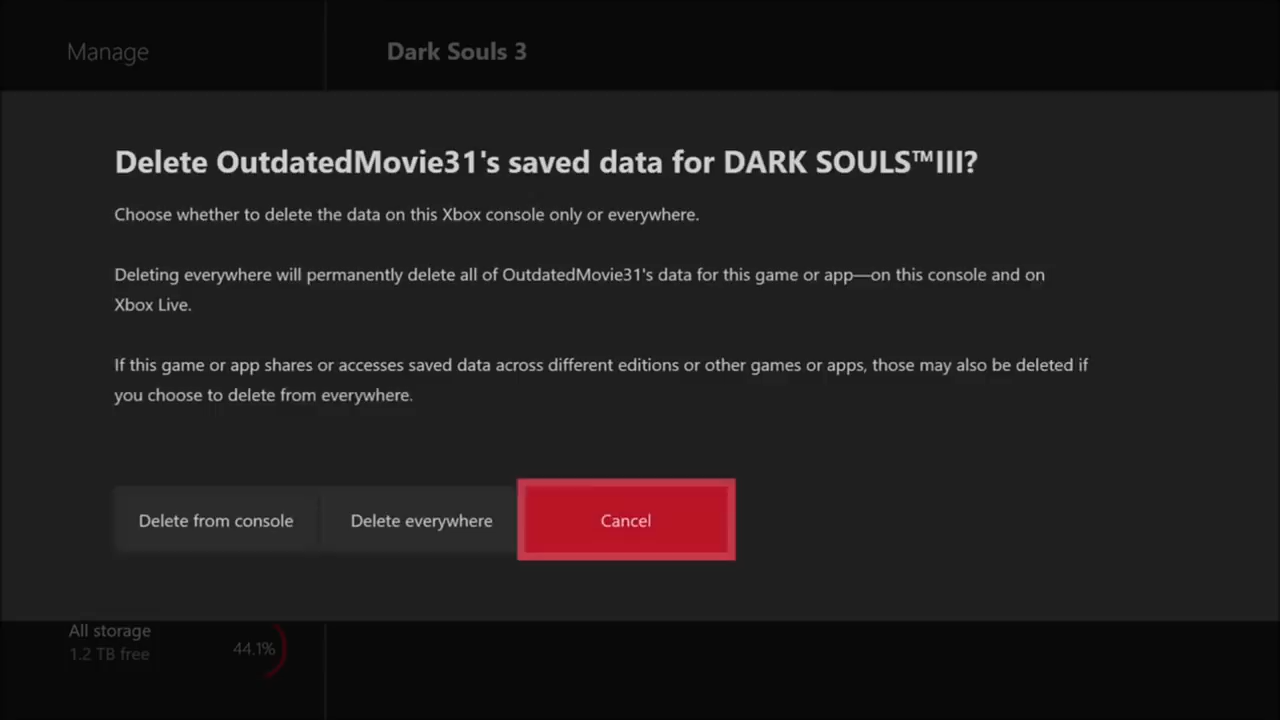 Manage
Dark Souls 3
Delete OutdatedMovie31's saved data for DARK SOULS™III?
Choose whether to delete the data on this Xbox console only or everywhere.
Deleting everywhere will permanently delete all of OutdatedMovie31's data for this game or app—on this console and on
Xbox Live.
If this game or app shares or accesses saved data across different editions or other games or apps, those may also be deleted if
you choose to delete from everywhere.
Delete from console
Delete everywhere
Cancel
All storage
1.2 TB free
44.1%